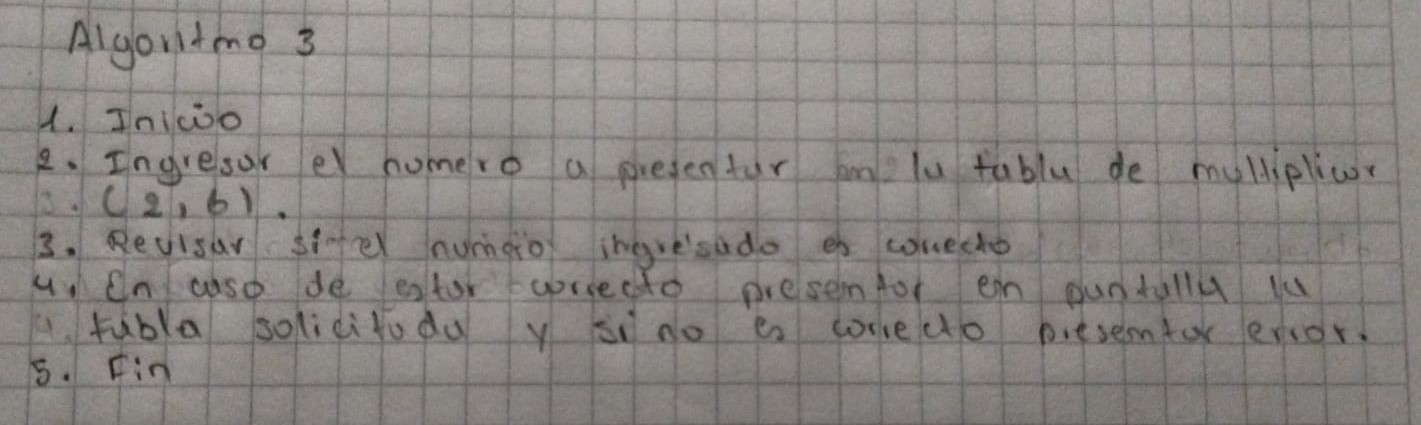 Algoritmo 3
1. Inicio
2. Ingresar el numero a presentar en la tabla de multiplicar
(2,6).
3. Revisar si el numero ingresado es correcto
4. En caso de estar correcto presentar en pantalla la
tabla solicitada y si no es correcto presentar error.
5. Fin